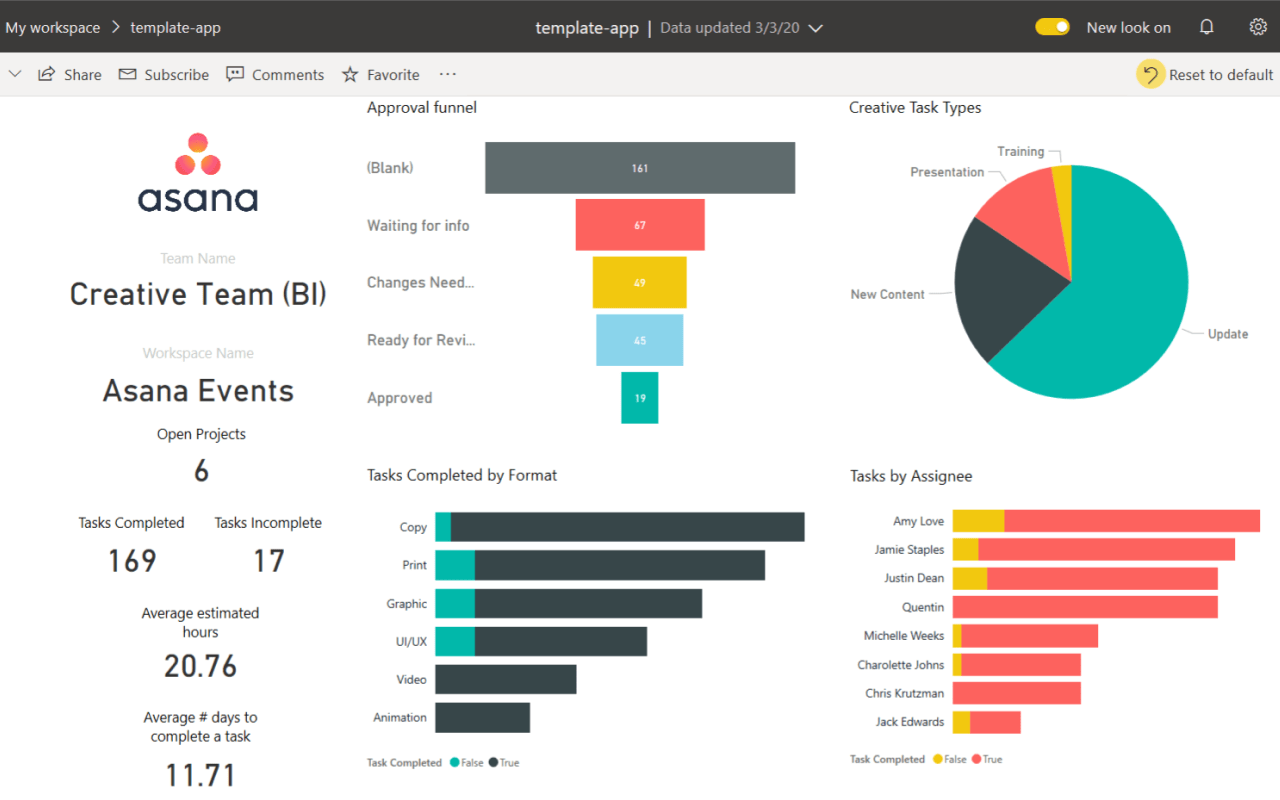 My workspace > template-app
template-app | Data updated 3/3/20
New look on
Share
Subscribe
Comments
Favorite
...
Reset to default
asana
Team Name
Creative Team (BI)
Workspace Name
Asana Events
Open Projects
6
Tasks Completed
169
Tasks Incomplete
17
Average estimated
hours
20.76
Average # days to
complete a task
11.71
Approval funnel
(Blank)
161
Waiting for info
67
Changes Need...
49
Ready for Revi...
45
Approved
19
Creative Task Types
Training
Presentation
New Content
Update
Tasks Completed by Format
Copy
Print
Graphic
UI/UX
Video
Animation
Task Completed False True
Tasks by Assignee
Amy Love
Jamie Staples
Justin Dean
Quentin
Michelle Weeks
Charolette Johns
Chris Krutzman
Jack Edwards
Task Completed False True